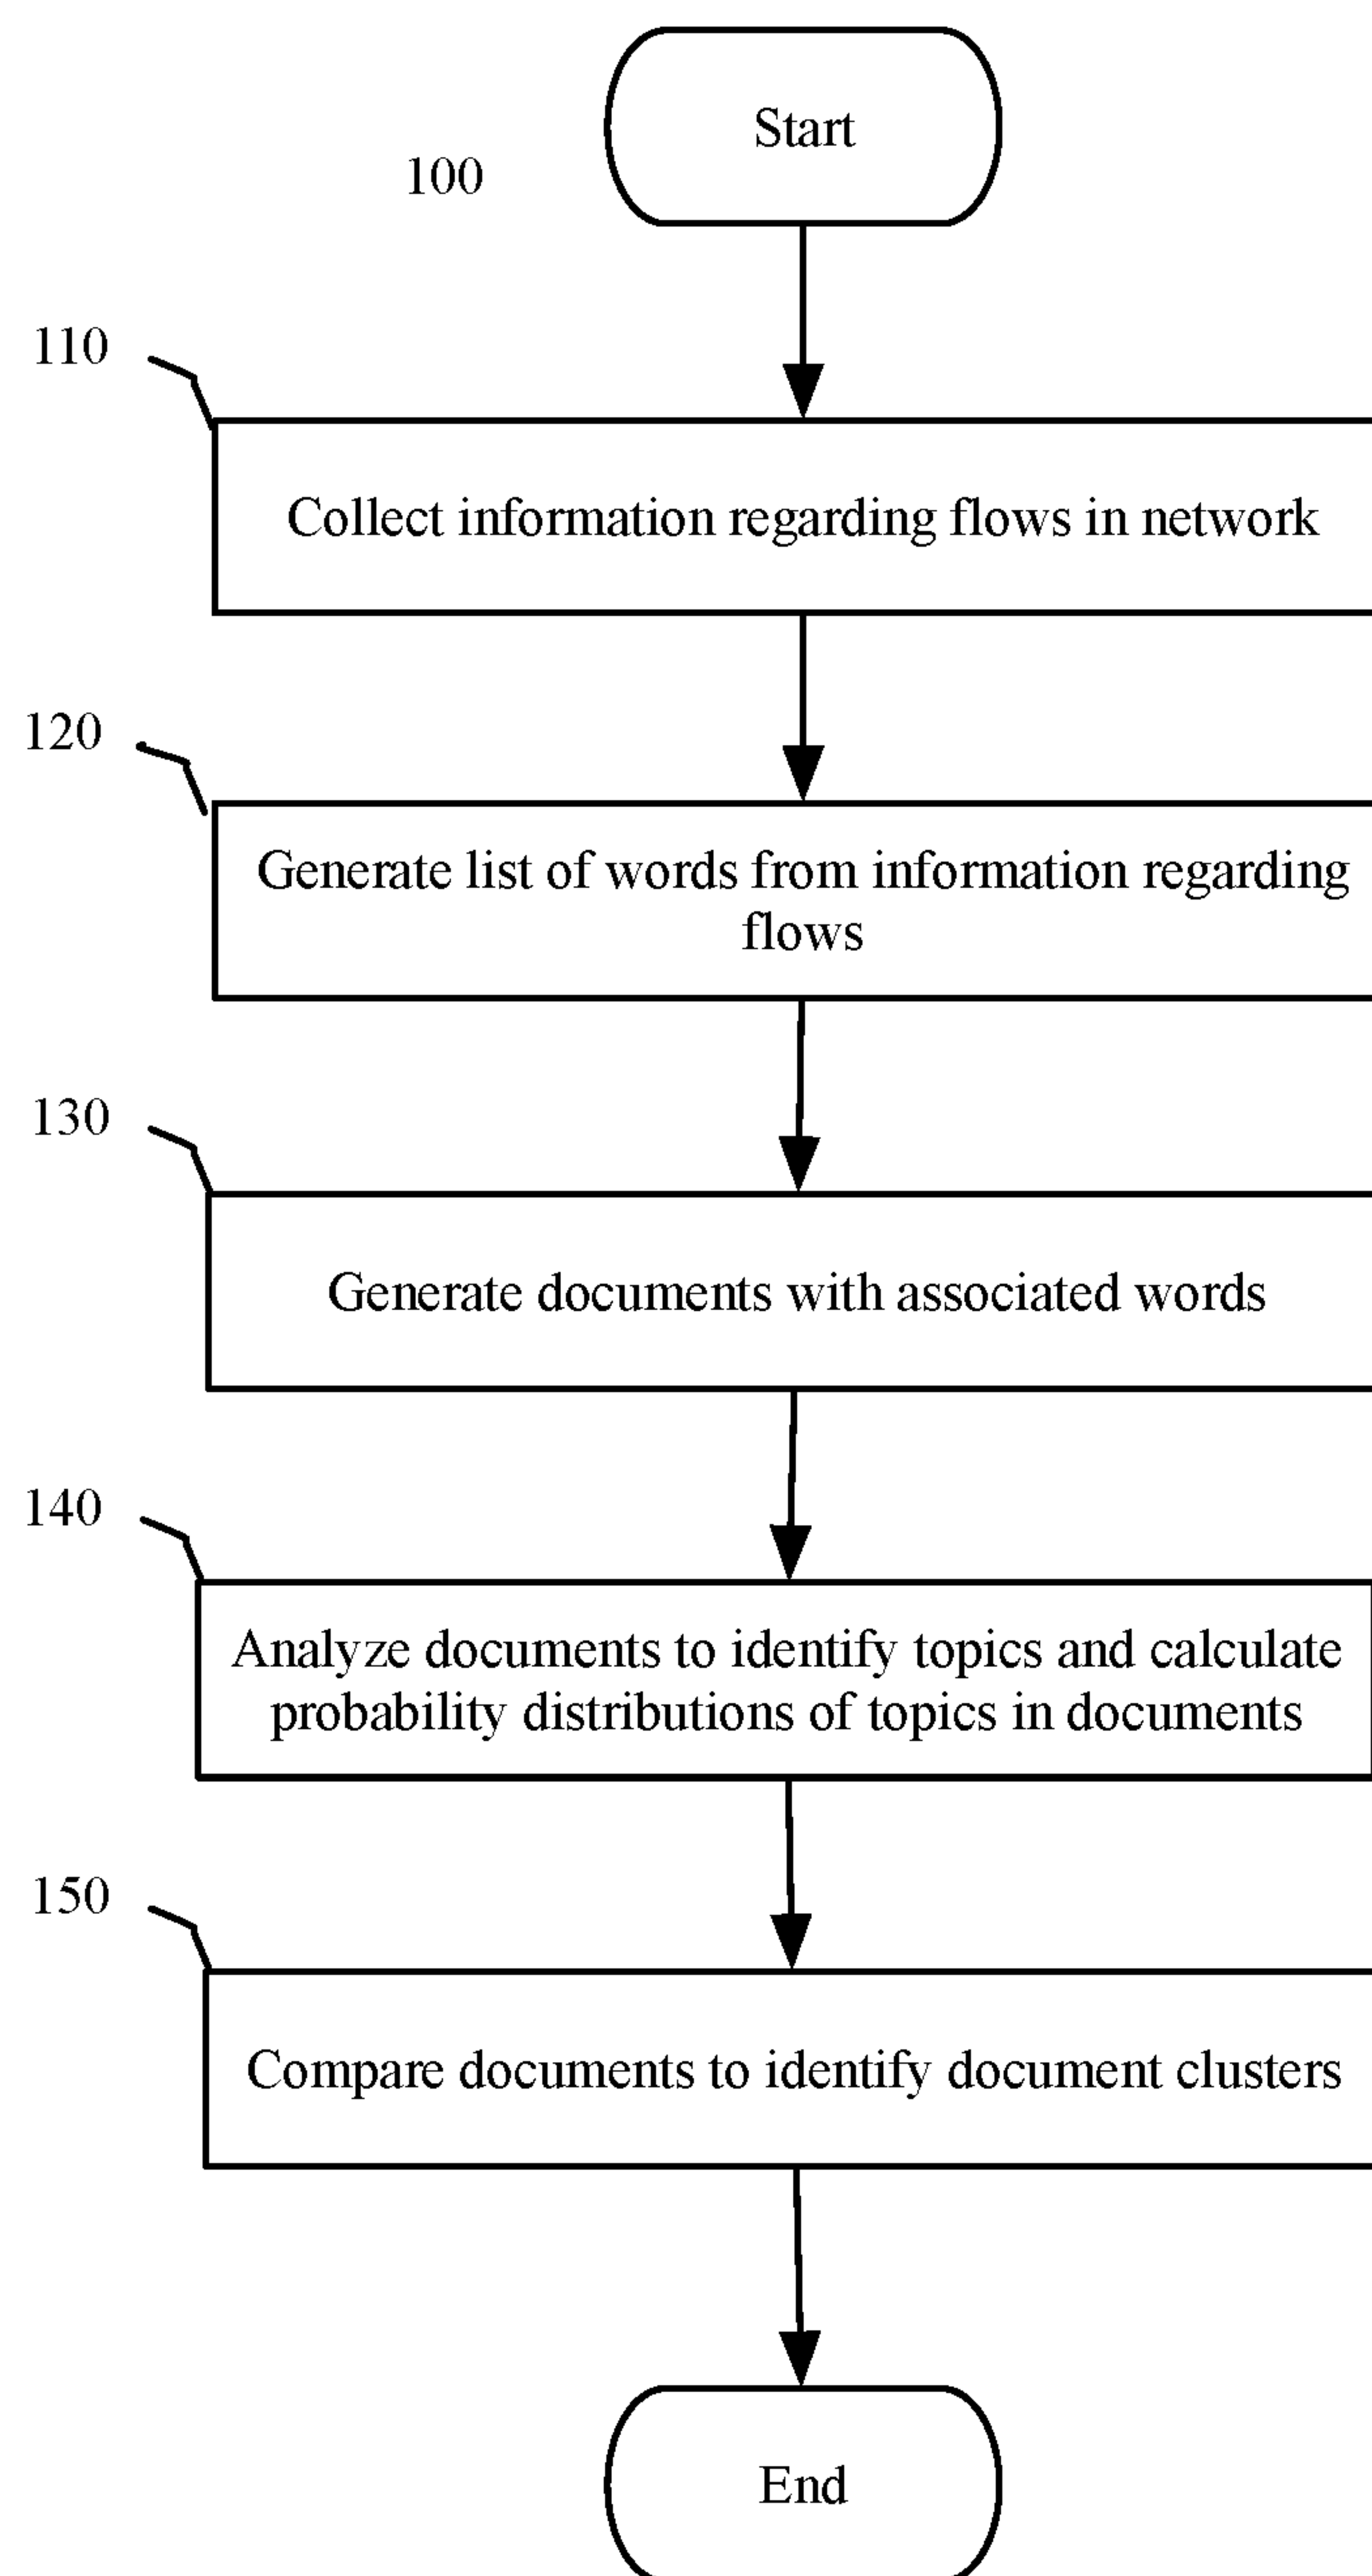 Start
100
110
Collect information regarding flows in network
120
Generate list of words from information regarding
flows
130
Generate documents with associated words
140
Analyze documents to identify topics and calculate
probability distributions of topics in documents
150
Compare documents to identify document clusters
End